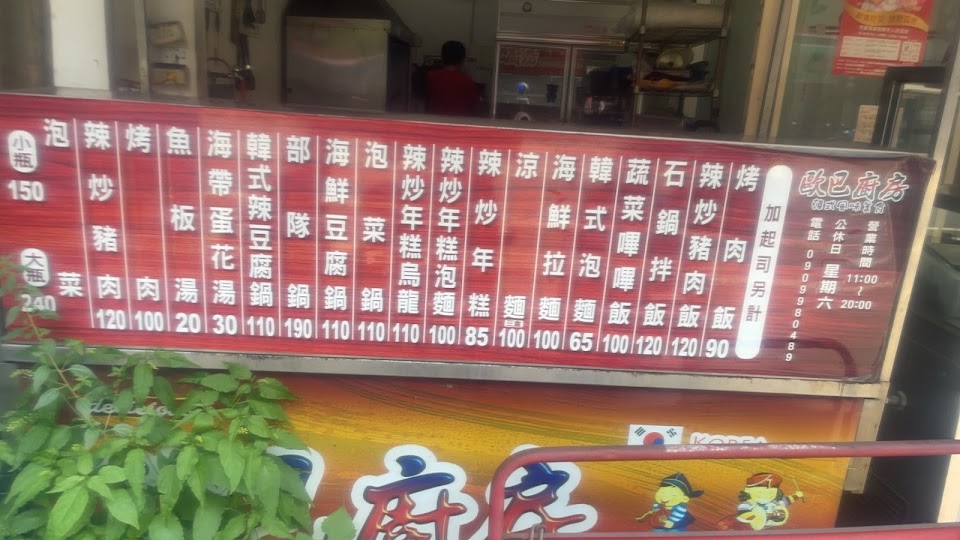 歐巴廚房
韓式風味美食
營業時間
11:00
~
20:00
公休日 星期六
電話 0909980489
加起司另計
烤肉飯 90
辣炒豬肉飯 120
石鍋拌飯 120
蔬菜嗶嗶飯 100
韓式泡麵 65
海鮮拉麵 100
涼麵 100
辣炒年糕 85
辣炒年糕泡麵 100
辣炒年糕烏龍 110
泡菜鍋 110
海鮮豆腐鍋 110
部隊鍋 190
韓式辣豆腐鍋 110
海帶蛋花湯 30
魚板湯 20
烤肉 100
辣炒豬肉 120
泡菜
小瓶 150
大瓶 240
KOREA
廚房